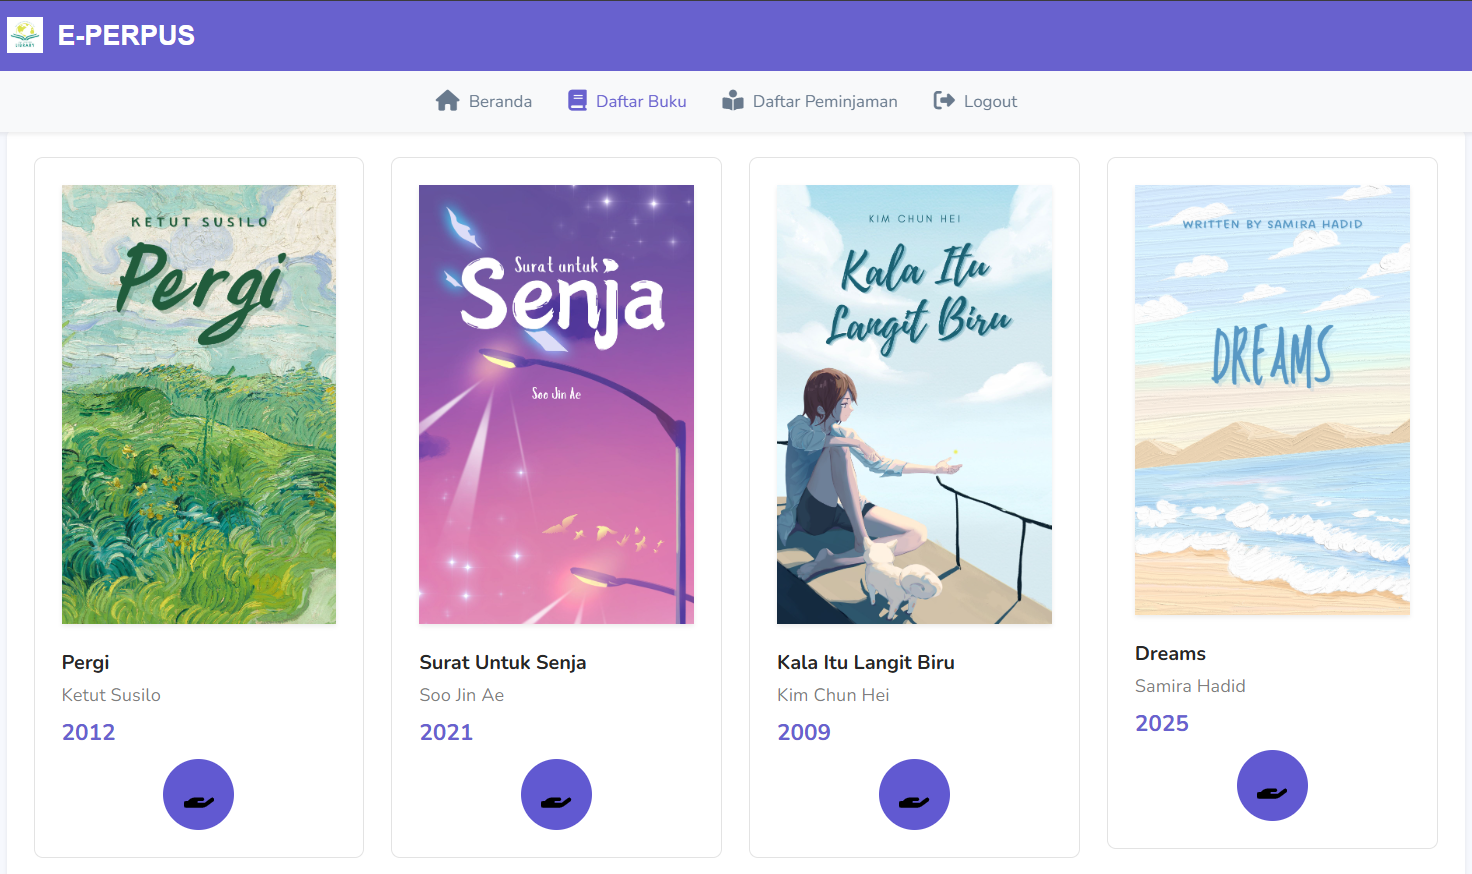 LIBRARY
E-PERPUS
Beranda
Daftar Buku
Daftar Peminjaman
Logout
KETUT SUSILO
Pergi
Surat untuk
Senja
Soo Jin Ae
KIM CHUN HEI
Kala Itu
Langit Biru
WRITTEN BY SAMIRA HADID
DREAMS
Pergi
Ketut Susilo
2012
Surat Untuk Senja
Soo Jin Ae
2021
Kala Itu Langit Biru
Kim Chun Hei
2009
Dreams
Samira Hadid
2025